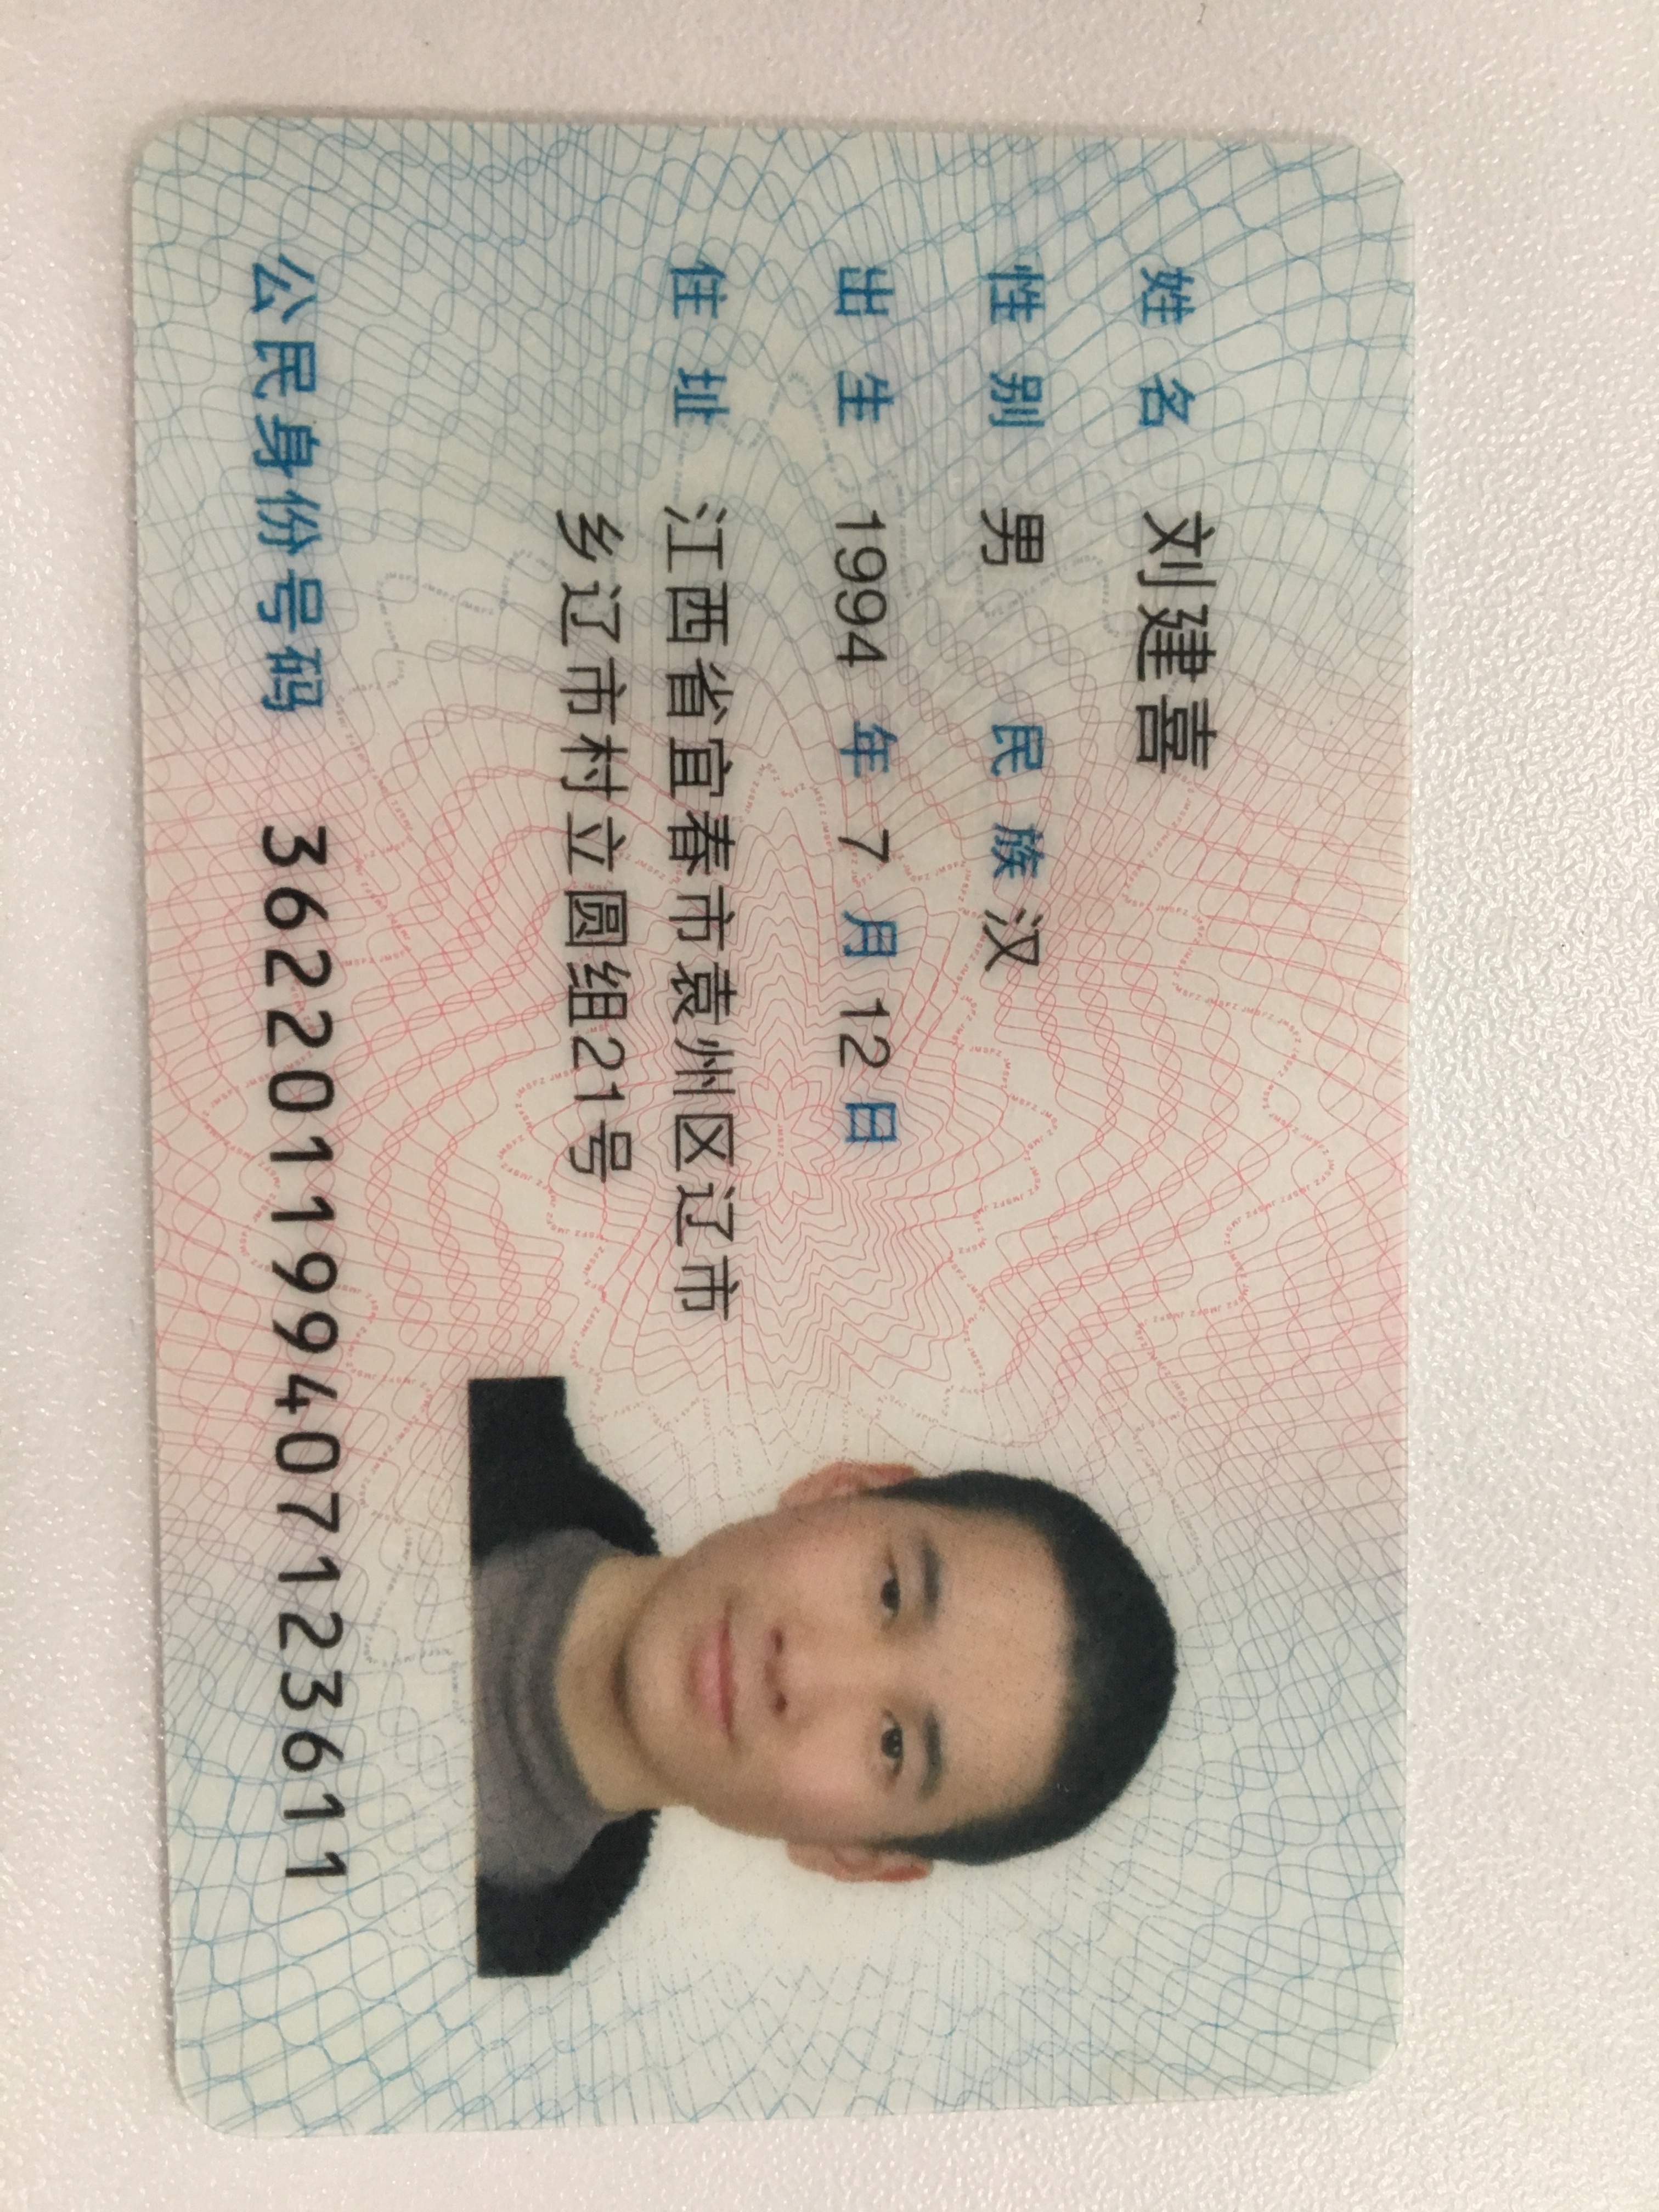 姓名 刘建喜
性别 男 民族 汉
出生 1994 年 7 月 12 日
住址 江西省宜春市袁州区辽市
乡辽市村立圆组21号
公民身份号码 362201199407123611